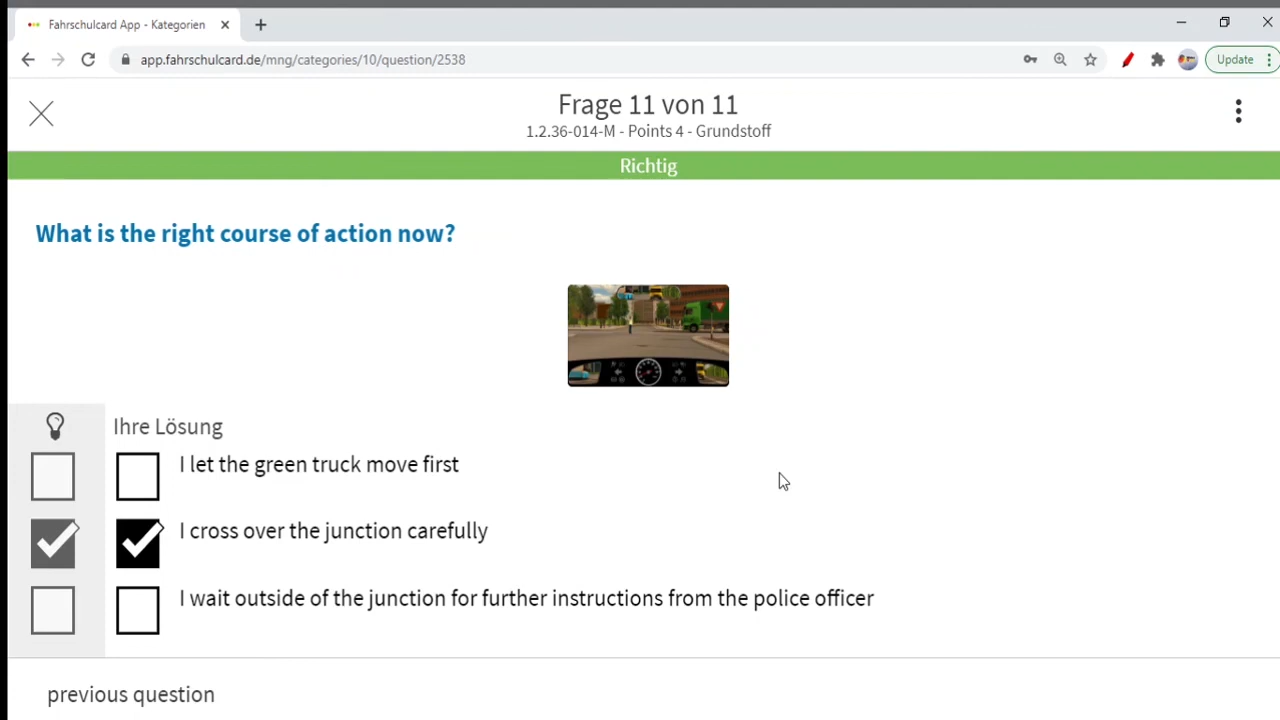 Fahrschulcard App - Kategorien
app.fahrschulcard.de/mng/categories/10/question/2538
Update
Frage 11 von 11
1.2.36-014-M - Points 4 - Grundstoff
Richtig
What is the right course of action now?
Ihre Lösung
I let the green truck move first
I cross over the junction carefully
I wait outside of the junction for further instructions from the police officer
previous question